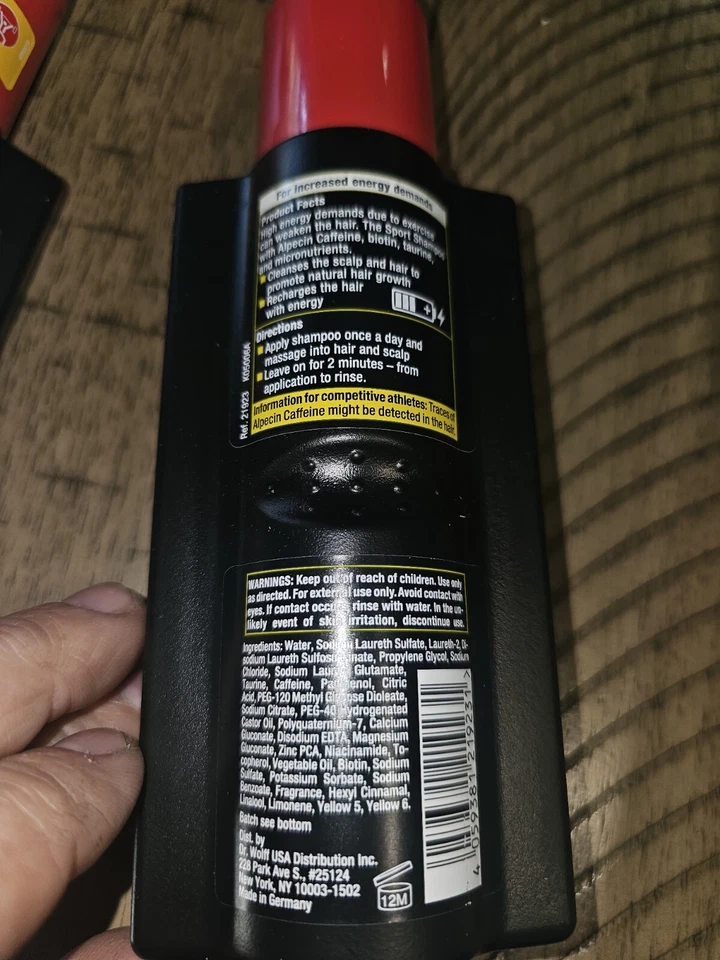 For increased energy demands
Product Facts
High energy demands due to exercise
can weaken the hair. The Sport Shampoo
with Alpecin Caffeine, biotin, taurine,
and micronutrients.
Cleanses the scalp and hair to
promote natural hair growth
Recharges the hair
with energy
Directions
Apply shampoo once a day and
massage into hair and scalp
Leave on for 2 minutes – from
application to rinse.
Information for competitive athletes: Traces of
Alpecin Caffeine might be detected in the hair.
Ref. 21923 K05006A
WARNINGS: Keep out of reach of children. Use only
as directed. For external use only. Avoid contact with
eyes. If contact occurs, rinse with water. In the un-
likely event of skin irritation, discontinue use.
Ingredients: Water, Sodium Laureth Sulfate, Laureth-2, Di-
sodium Laureth Sulfosuccinate, Propylene Glycol, Sodium
Chloride, Sodium Lauroyl Glutamate,
Taurine, Caffeine, Panthenol, Citric
Acid, PEG-120 Methyl Glucose Dioleate,
Sodium Citrate, PEG-40 Hydrogenated
Castor Oil, Polyquaternium-7, Calcium
Gluconate, Disodium EDTA, Magnesium
Gluconate, Zinc PCA, Niacinamide, To-
copherol, Vegetable Oil, Biotin, Sodium
Sulfate, Potassium Sorbate, Sodium
Benzoate, Fragrance, Hexyl Cinnamal,
Linalool, Limonene, Yellow 5, Yellow 6.
Batch see bottom
Dist. by
Dr. Wolff USA Distribution Inc.
228 Park Ave S., #25124
New York, NY 10003-1502
Made in Germany
12M
4 059381 219231 >